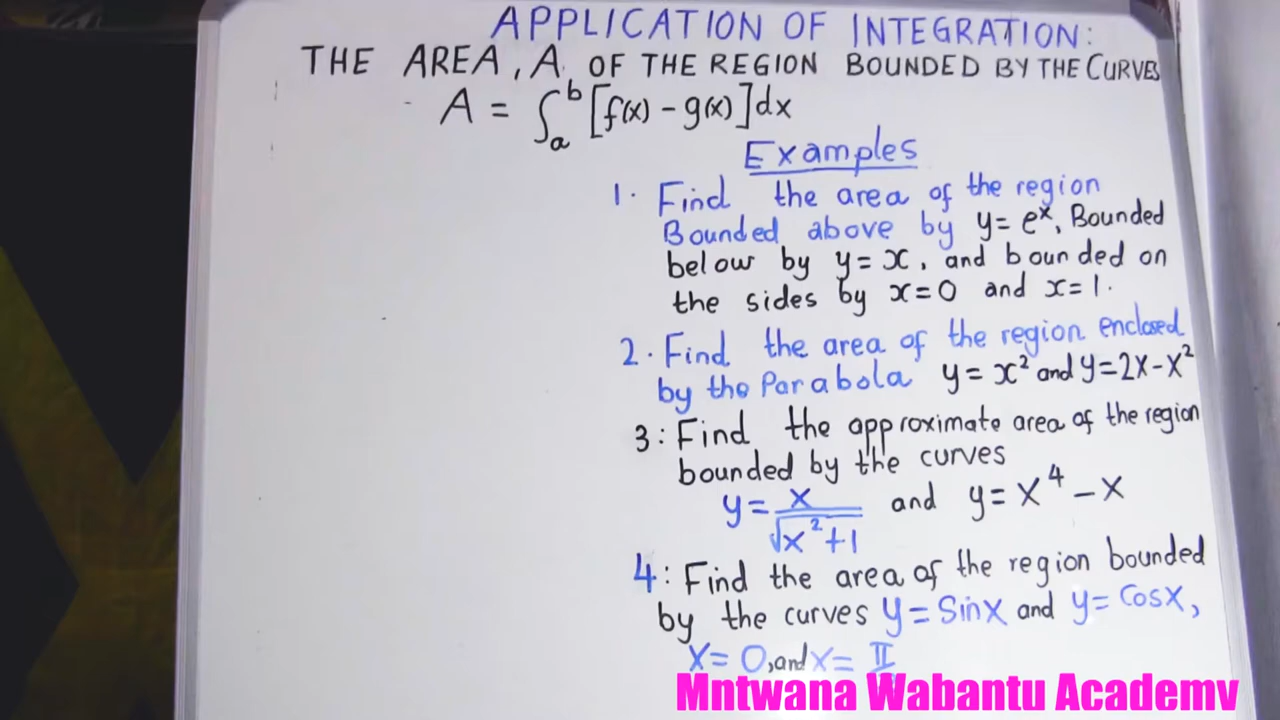 APPLICATION OF INTEGRATION:
THE AREA, A OF THE REGION BOUNDED BY THE CURVES
A = ∫ₐᵇ [f(x) - g(x)]dx
Examples
1. Find the area of the region
Bounded above by y = eˣ, Bounded
below by y = x, and bounded on
the sides by x = 0 and x = 1.
2. Find the area of the region enclosed
by the Parabola y = x² and y = 2x - x²
3: Find the approximate area of the region
bounded by the curves
y = x/√(x²+1) and y = x⁴ - x
4: Find the area of the region bounded
by the curves y = Sinx and y = Cosx,
x = 0, and x = π
Mntwana Wabantu Academy